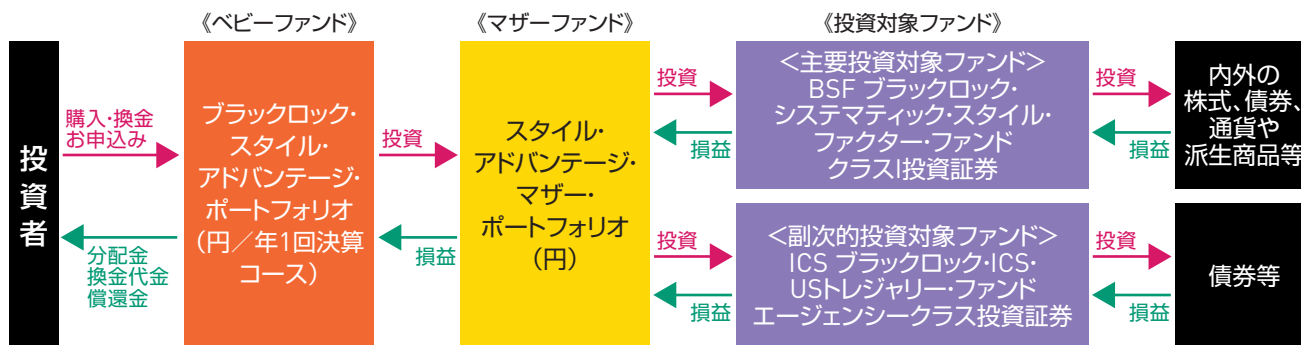 《ベビーファンド》
《マザーファンド》
《投資対象ファンド》
投資者
購入・換金
お申込み
分配金
換金代金
償還金
ブラックロック・
スタイル・
アドバンテージ・
ポートフォリオ
(円/年1回決算
コース)
投資
損益
スタイル・
アドバンテージ・
マザー・
ポートフォリオ
(円)
投資
損益
<主要投資対象ファンド>
BSF ブラックロック・
システマティック・スタイル・
ファクター・ファンド
クラスI投資証券
投資
損益
内外の
株式、債券、
通貨や
派生商品等
投資
損益
<副次的投資対象ファンド>
ICS ブラックロック・ICS・
USトレジャリー・ファンド
エージェンシークラス投資証券
投資
損益
債券等